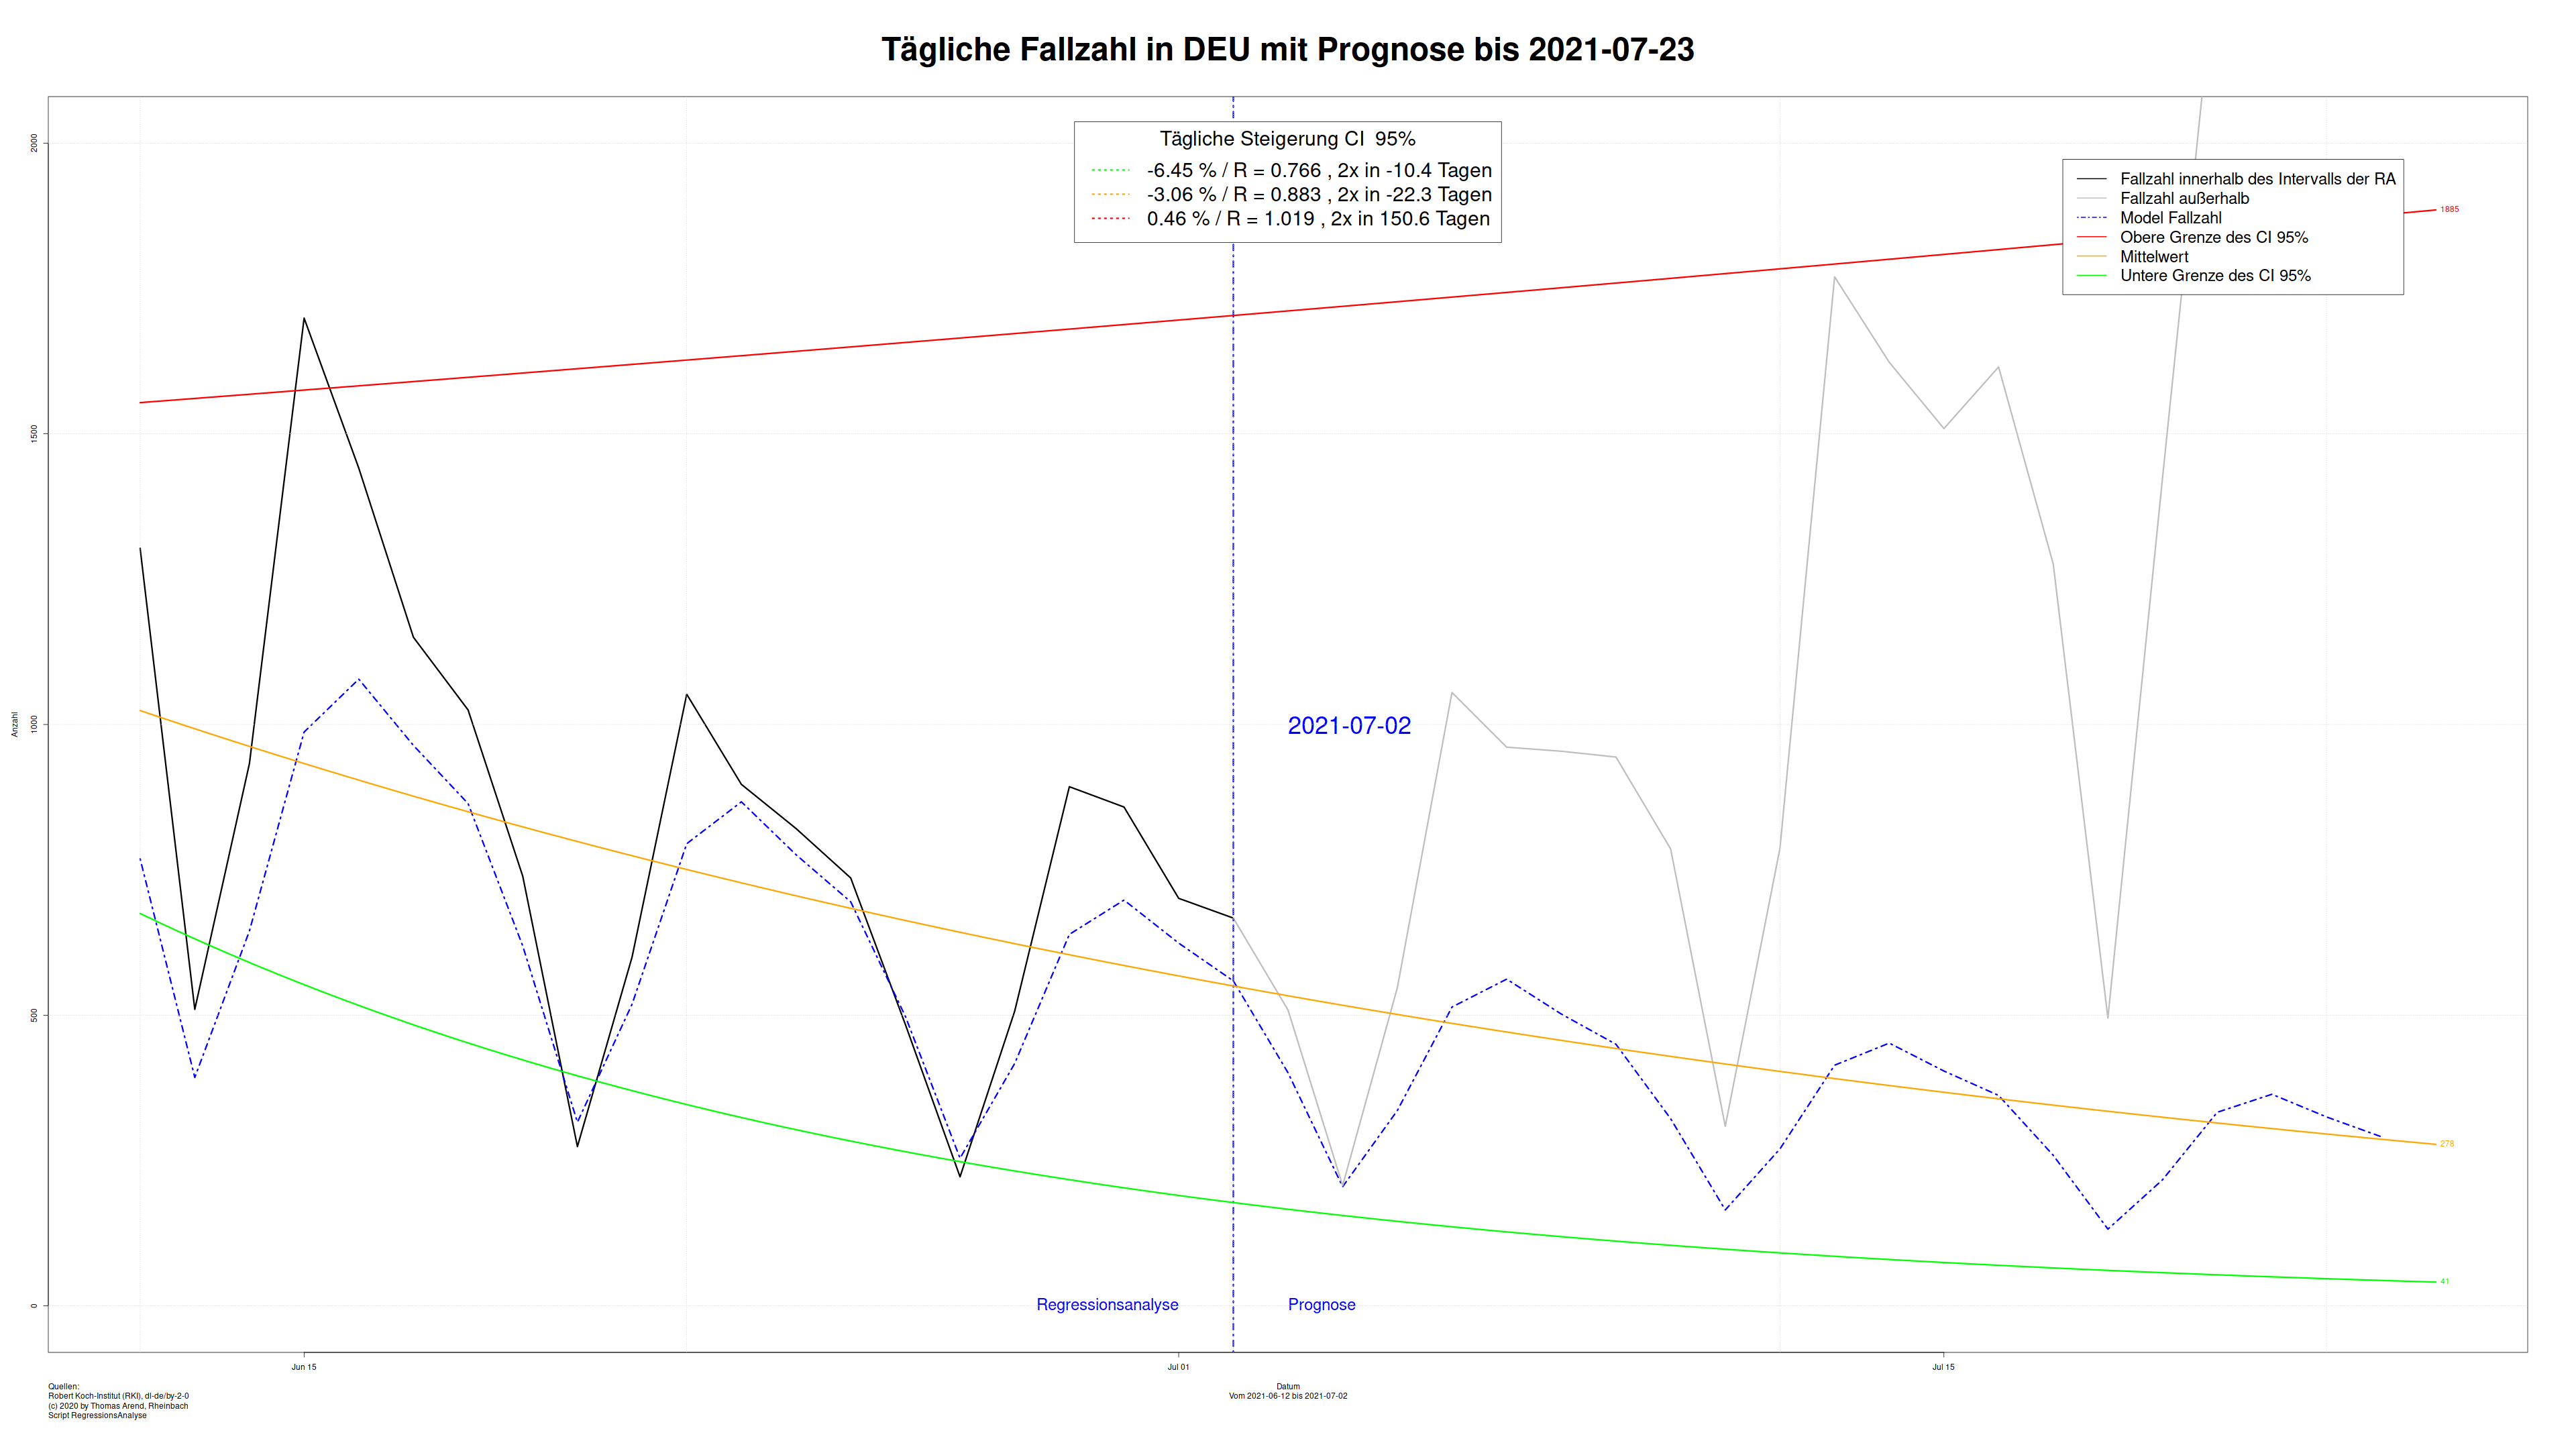 Tägliche Fallzahl in DEU mit Prognose bis 2021-07-23
Tägliche Steigerung CI  95%
-6.45 % / R = 0.766 , 2x in -10.4 Tagen
-3.06 % / R = 0.883 , 2x in -22.3 Tagen
0.46 % / R = 1.019 , 2x in 150.6 Tagen
Fallzahl innerhalb des Intervalls der RA
Fallzahl außerhalb
Model Fallzahl
Obere Grenze des CI 95%
Mittelwert
Untere Grenze des CI 95%
1885
278
41
2021-07-02
Regressionsanalyse
Prognose
Anzahl
2000
1500
1000
500
0
Jun 15
Jul 01
Jul 15
Datum
Vom 2021-06-12 bis 2021-07-02
Quellen:
Robert Koch-Institut (RKI), dl-de/by-2-0
(c) 2020 by Thomas Arend, Rheinbach
Script RegressionsAnalyse